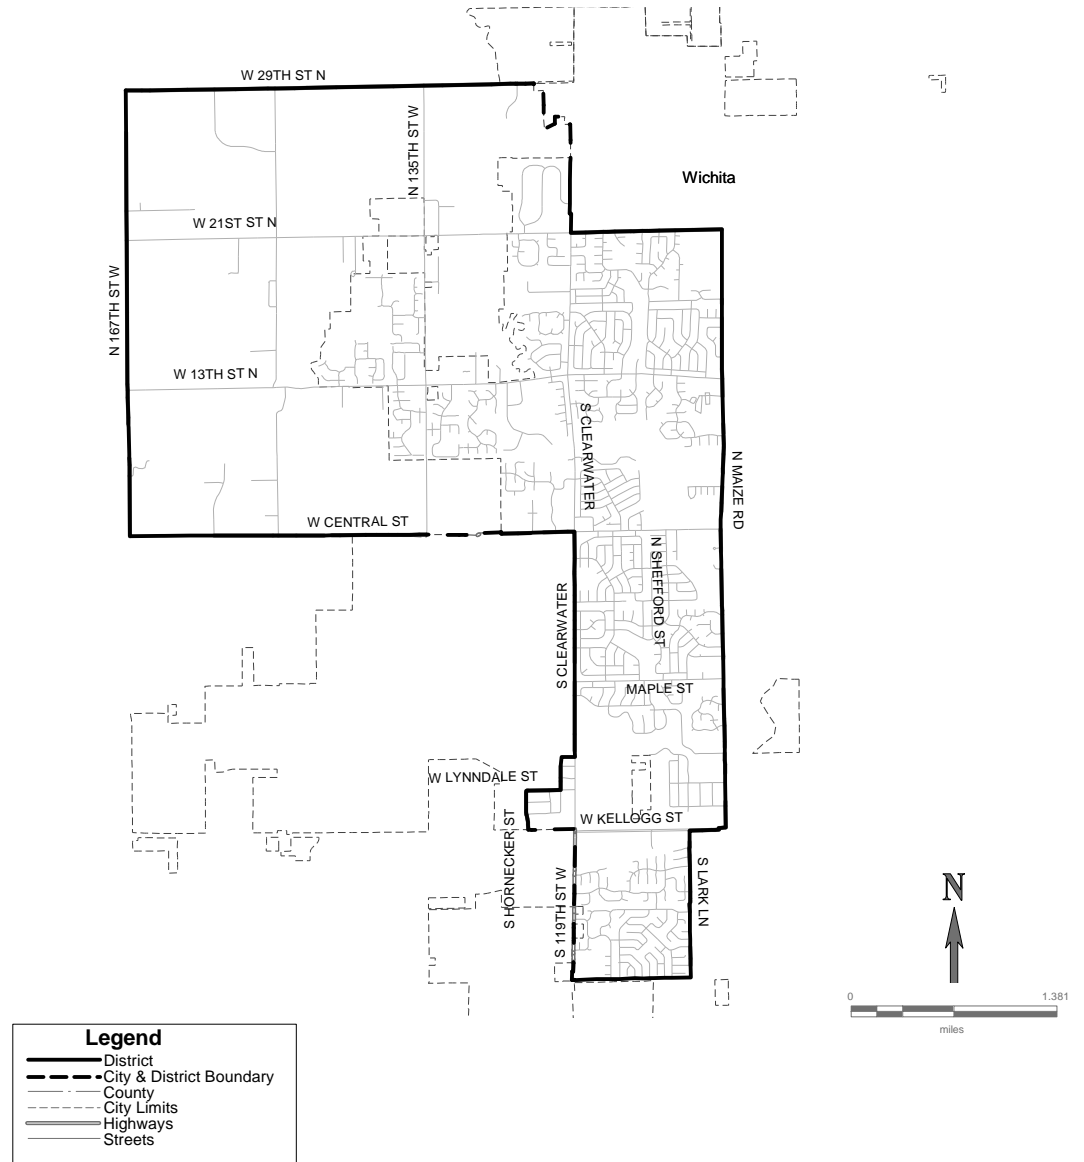 W 29TH ST N
N 135TH ST W
Wichita
W 21ST ST N
N 167TH ST W
W 13TH ST N
S CLEARWATER
N MAIZE RD
W CENTRAL ST
N SHEFFORD ST
S CLEARWATER
MAPLE ST
W LYNNDALE ST
W KELLOGG ST
S HORNECKER ST
S 119TH ST W
S LARK LN
N
0 1.381
miles
Legend
District
City & District Boundary
County
City Limits
Highways
Streets